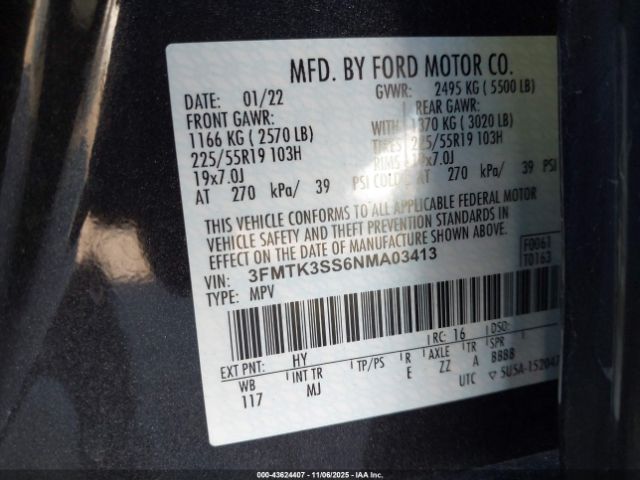 MFD. BY FORD MOTOR CO.
DATE: 01/22 GVWR: 2495 KG ( 5500 LB)
FRONT GAWR: REAR GAWR:
1166 KG ( 2570 LB) WITH 1370 KG ( 3020 LB)
225/55R19 103H TIRES 225/55R19 103H
19x7.0J RIMS 19x7.0J
AT 270 kPa/ 39 PSI COLD AT 270 kPa/ 39 PSI
THIS VEHICLE CONFORMS TO ALL APPLICABLE FEDERAL MOTOR
VEHICLE SAFETY AND THEFT PREVENTION STANDARDS IN
EFFECT ON THE DATE OF MANUFACTURE SHOWN ABOVE.
VIN: 3FMTK3SS6NMA03413 F0061
TYPE: MPV T0163
EXT PNT: HY RC: 16 DSO:
WB INT TR TP/PS R AXLE TR SPR
117 MJ E ZZ A 8888
UTC ▽ 5U5A-152047
000-43624407 - 11/06/2025 - IAAI, Inc.